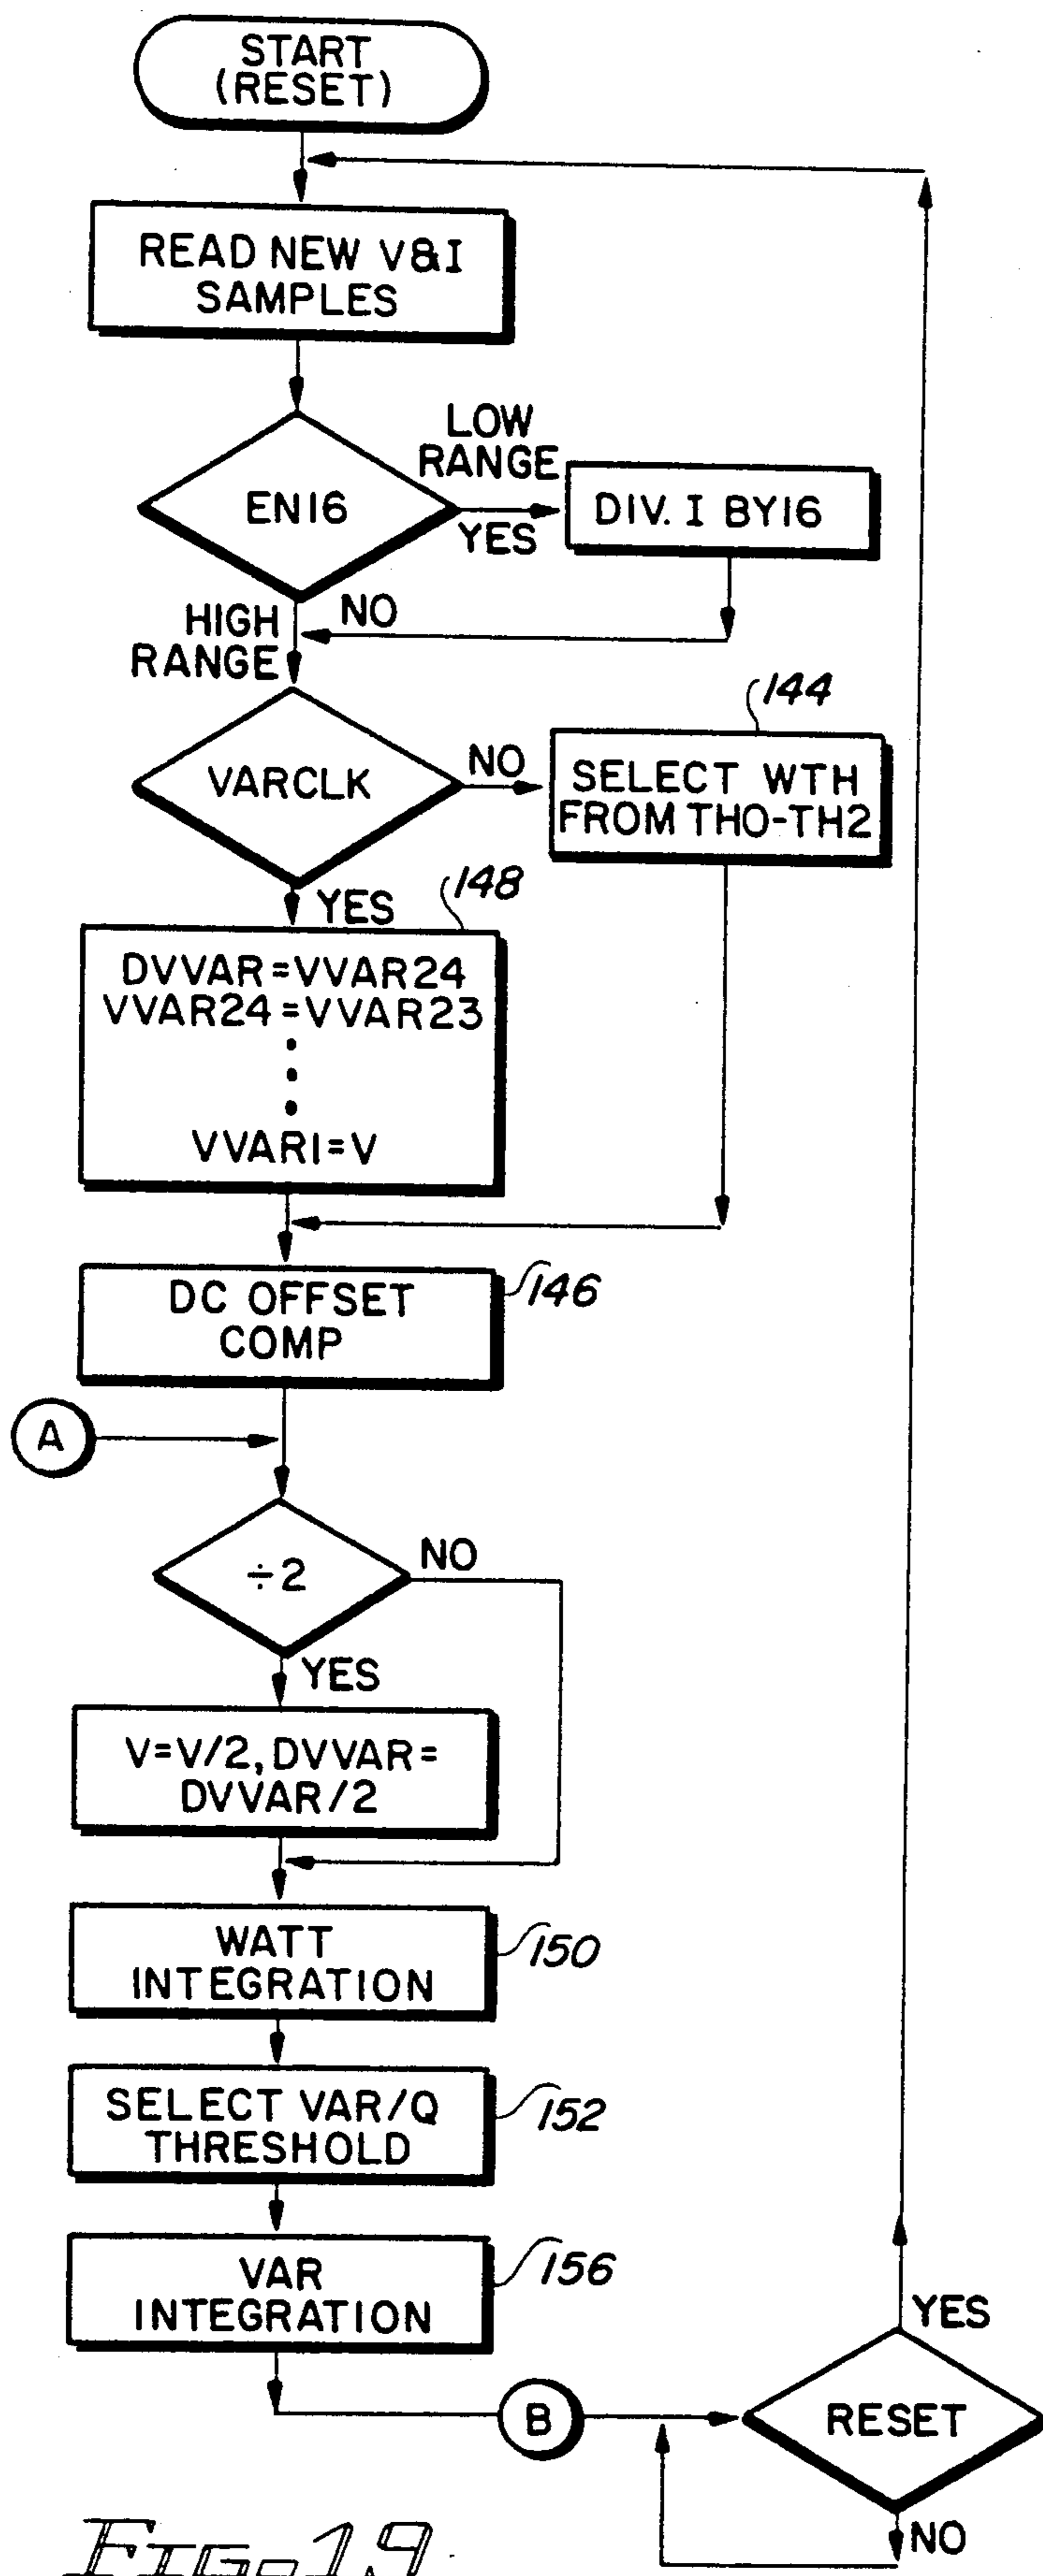 START
(RESET)
READ NEW V&I
SAMPLES
LOW
RANGE
EN16
YES
DIV. I BY16
HIGH
RANGE
NO
144
VARCLK
NO
SELECT WTH
FROM TH0-TH2
YES
148
DVVAR=VVAR24
VVAR24=VVAR23
VVAR1=V
DC OFFSET
COMP
146
A
÷2
NO
YES
V=V/2, DVVAR=
DVVAR/2
WATT
INTEGRATION
150
SELECT VAR/Q
THRESHOLD
152
VAR
INTEGRATION
156
YES
B
RESET
NO
FIG. 19